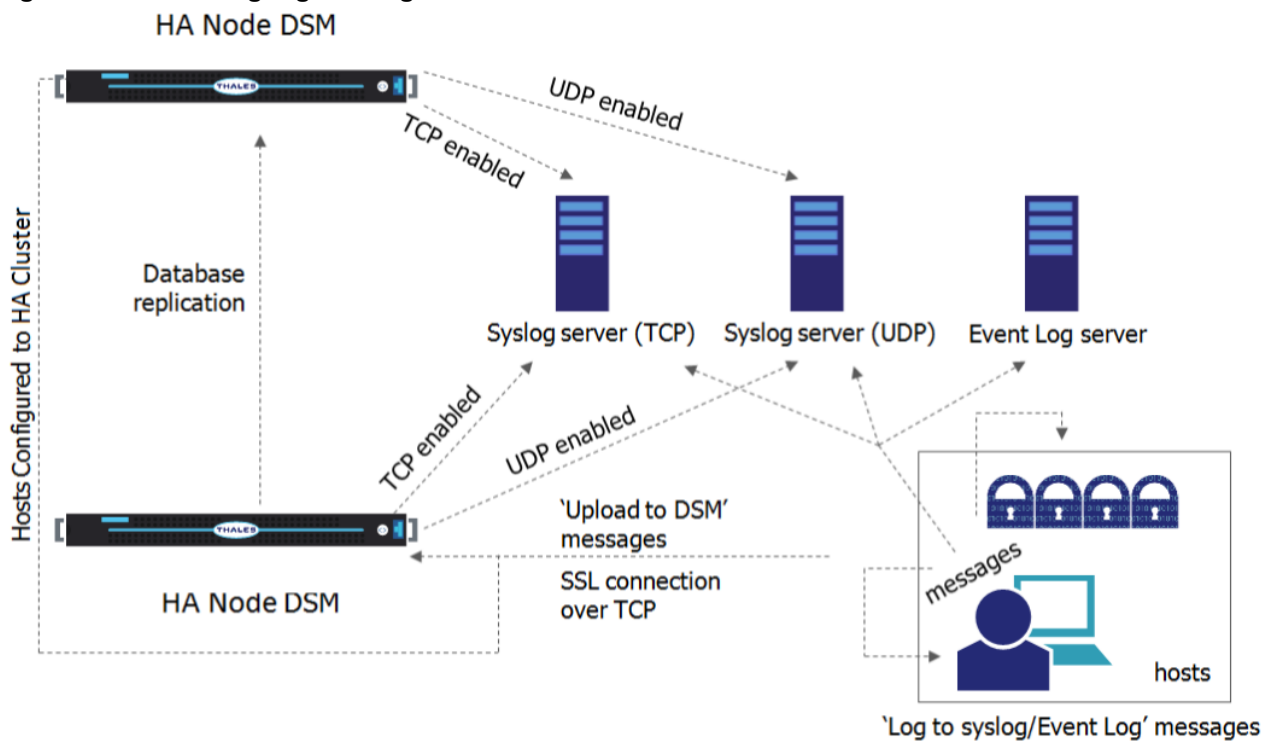 HA Node DSM
THALES
UDP enabled
TCP enabled
Hosts Configured to HA Cluster
Database
replication
Syslog server (TCP)
Syslog server (UDP)
Event Log server
TCP enabled
UDP enabled
THALES
HA Node DSM
‘Upload to DSM’
messages
SSL connection
over TCP
messages
hosts
‘Log to syslog/Event Log’ messages